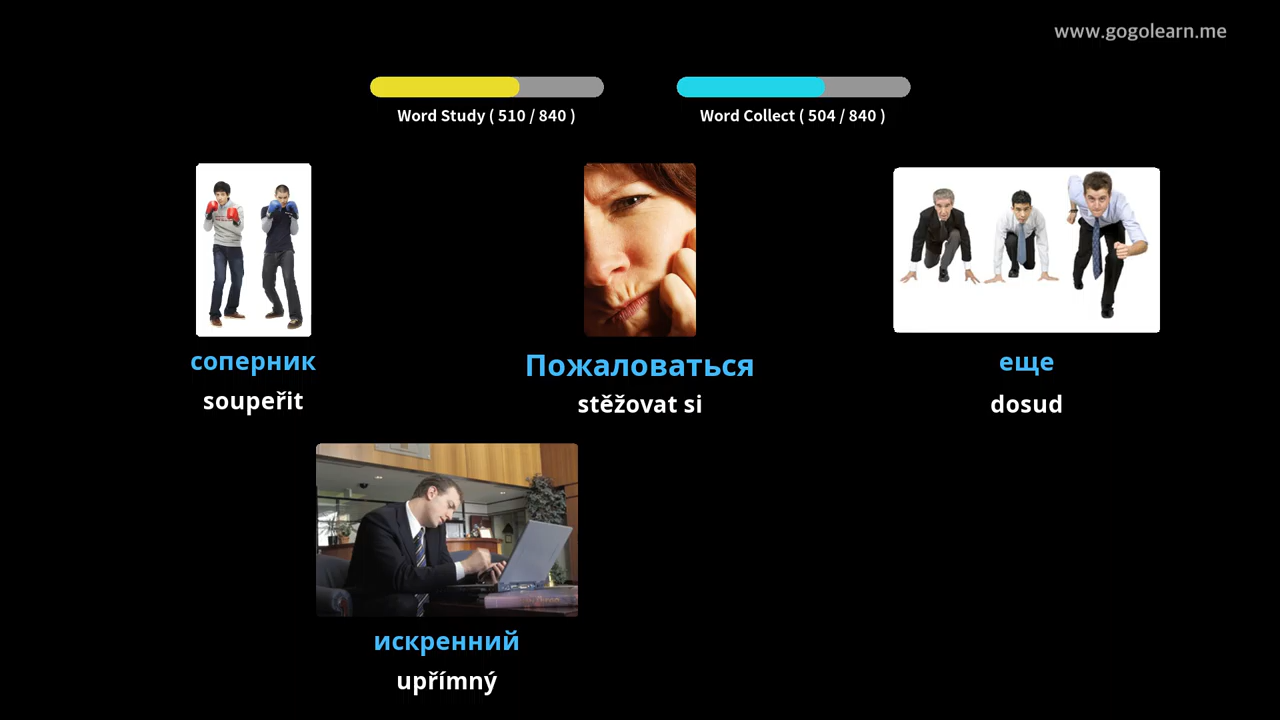 www.gogolearn.me
Word Study ( 510 / 840 )
Word Collect ( 504 / 840 )
соперник
soupeřit
Пожаловаться
stěžovat si
еще
dosud
искренний
upřímný